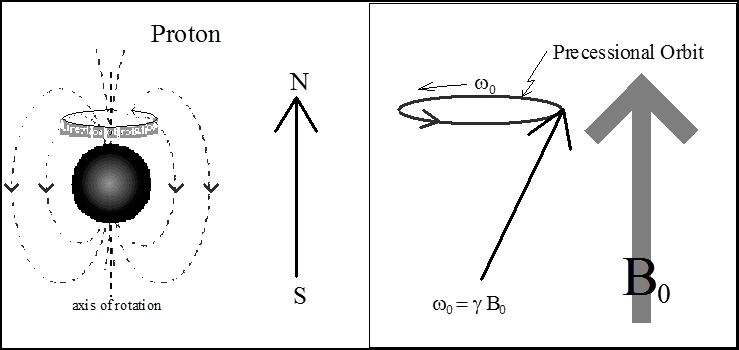 Proton
N
S
axis of rotation
Precessional Orbit
ω₀
ω₀ = γ B₀
B₀